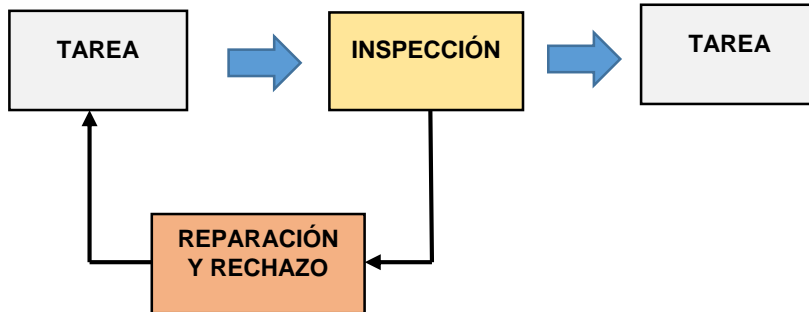 TAREA
INSPECCIÓN
TAREA
REPARACIÓN
Y RECHAZO